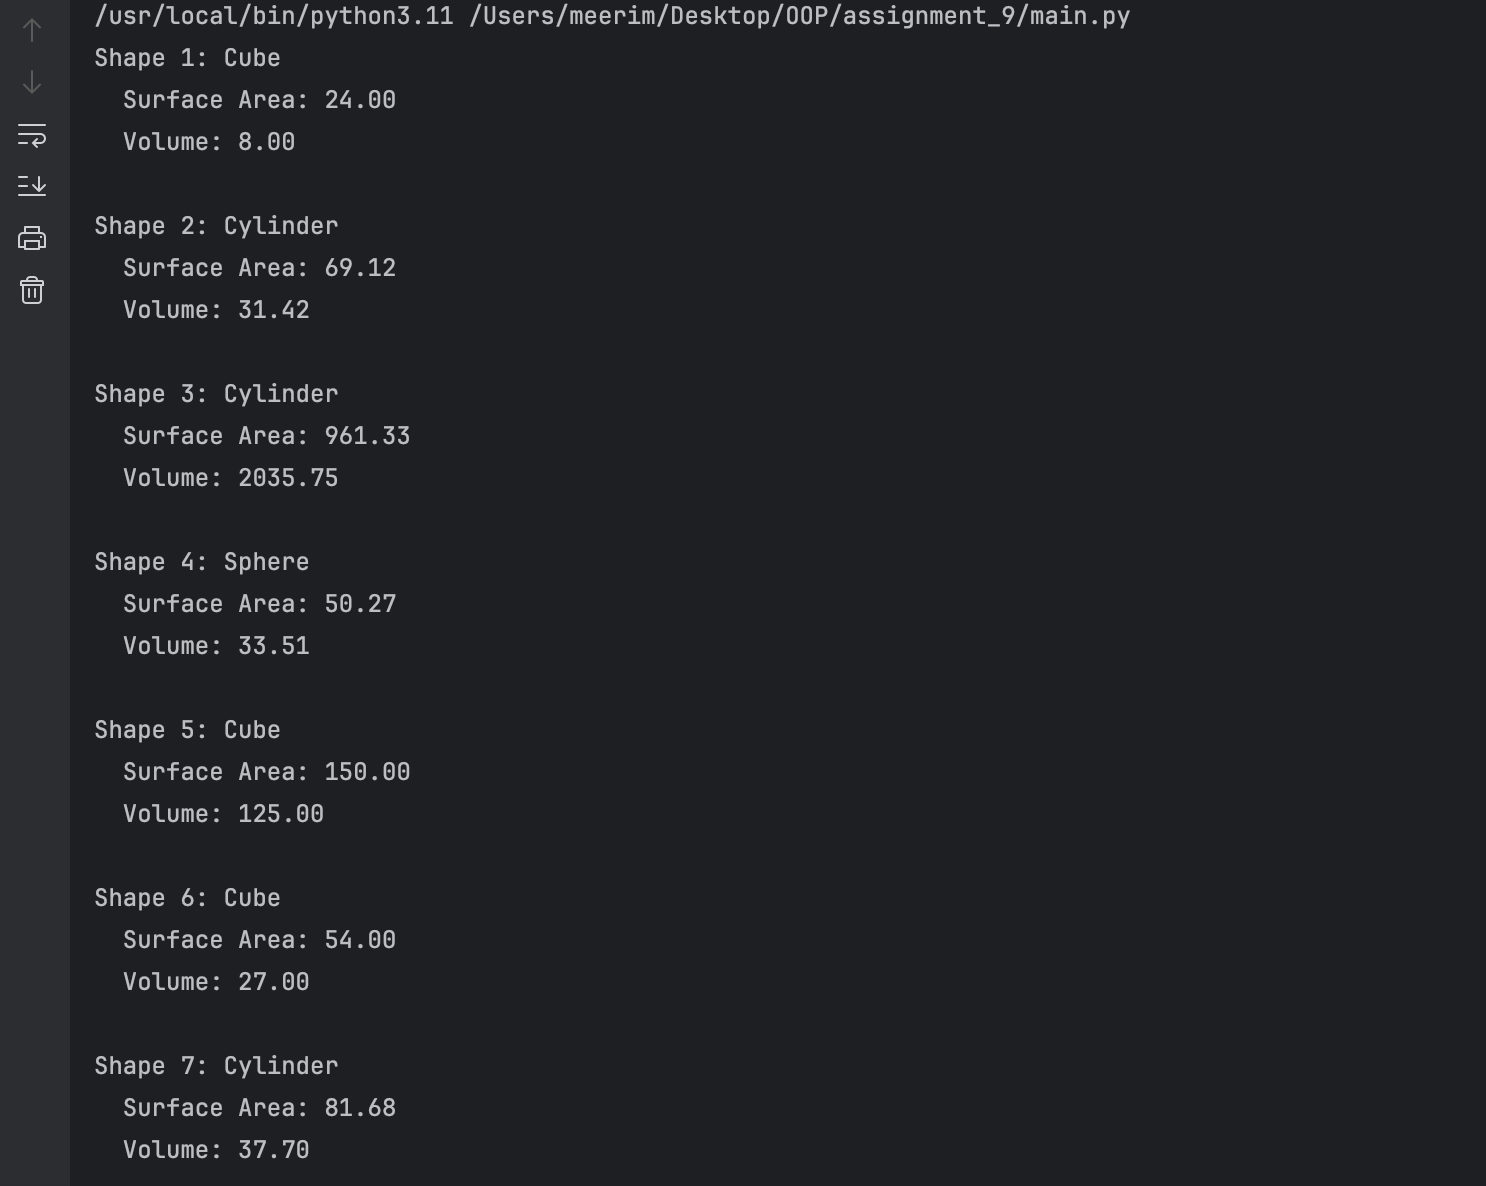 /usr/local/bin/python3.11 /Users/meerim/Desktop/OOP/assignment_9/main.py
Shape 1: Cube
  Surface Area: 24.00
  Volume: 8.00

Shape 2: Cylinder
  Surface Area: 69.12
  Volume: 31.42

Shape 3: Cylinder
  Surface Area: 961.33
  Volume: 2035.75

Shape 4: Sphere
  Surface Area: 50.27
  Volume: 33.51

Shape 5: Cube
  Surface Area: 150.00
  Volume: 125.00

Shape 6: Cube
  Surface Area: 54.00
  Volume: 27.00

Shape 7: Cylinder
  Surface Area: 81.68
  Volume: 37.70